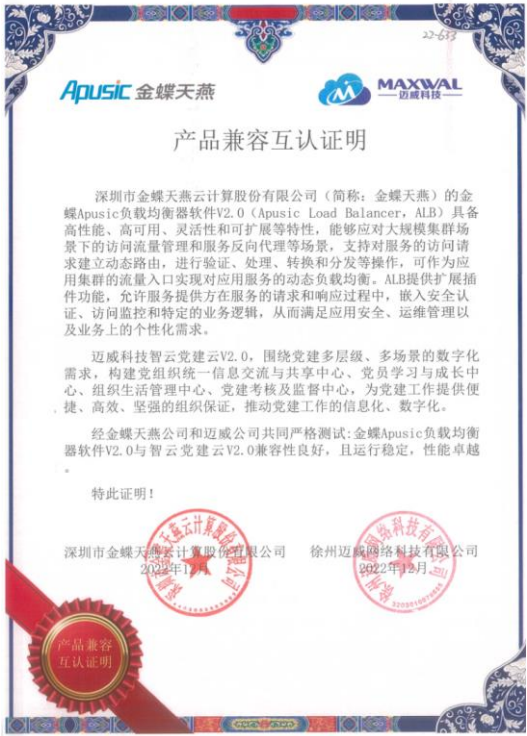 22-633
Apusic 金蝶天燕
MAXWAL
迈威科技
产品兼容互认证明
深圳市金蝶天燕云计算股份有限公司（简称：金蝶天燕）的金
蝶Apusic负载均衡器软件V2.0（Apusic Load Balancer，ALB）具备
高性能、高可用、灵活性和可扩展等特性，能够应对大规模集群场
景下的访问流量管理和服务反向代理等场景，支持对服务的访问请
求建立动态路由，进行验证、处理、转换和分发等操作，可作为应
用集群的流量入口实现对应用服务的动态负载均衡。ALB提供扩展插
件功能，允许服务提供方在服务的请求和响应过程中，嵌入安全认
证、访问监控和特定的业务逻辑，从而满足应用安全、运维管理以
及业务上的个性化需求。
迈威科技智云党建云V2.0，围绕党建多层级、多场景的数字化
需求，构建党组织统一信息交流与共享中心、党员学习与成长中
心、组织生活管理中心、党建考核及监督中心，为党建工作提供便
捷、高效、坚强的组织保证，推动党建工作的信息化、数字化。
经金蝶天燕公司和迈威公司共同严格测试:金蝶Apusic负载均衡
器软件V2.0与智云党建云V2.0兼容性良好，且运行稳定，性能卓越
。
特此证明！
深圳市金蝶天燕云计算股份有限公司
2022年12月
徐州迈威网络科技有限公司
2022年12月
产品兼容
互认证明